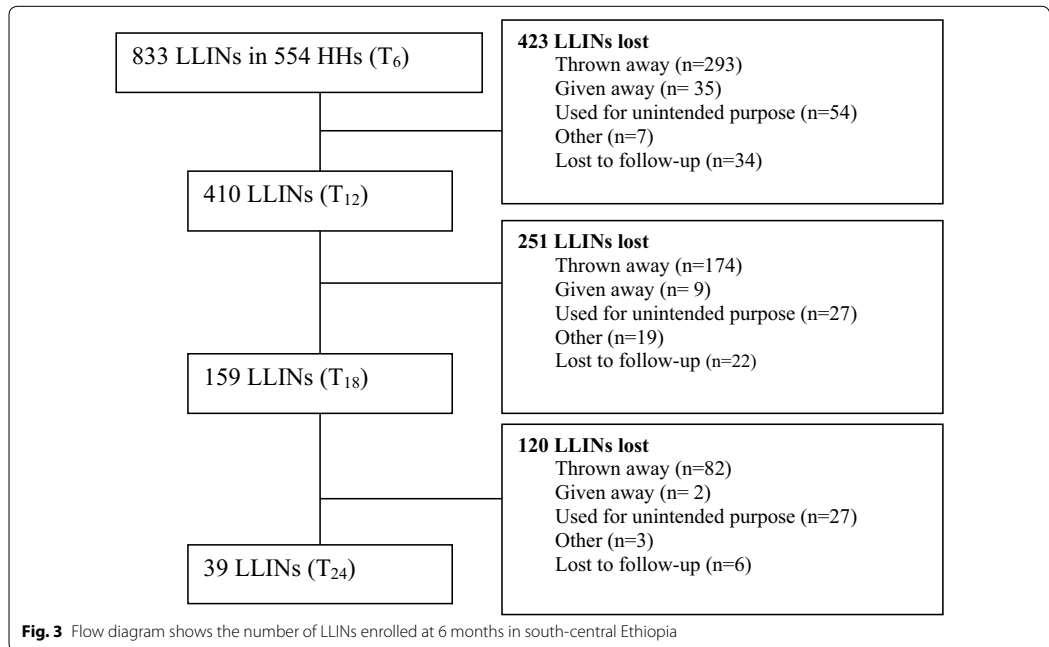 833 LLINs in 554 HHs (T6)
423 LLINs lost
Thrown away (n=293)
Given away (n= 35)
Used for unintended purpose (n=54)
Other (n=7)
Lost to follow-up (n=34)
410 LLINs (T12)
251 LLINs lost
Thrown away (n=174)
Given away (n= 9)
Used for unintended purpose (n=27)
Other (n=19)
Lost to follow-up (n=22)
159 LLINs (T18)
120 LLINs lost
Thrown away (n=82)
Given away (n= 2)
Used for unintended purpose (n=27)
Other (n=3)
Lost to follow-up (n=6)
39 LLINs (T24)
Fig. 3 Flow diagram shows the number of LLINs enrolled at 6 months in south-central Ethiopia